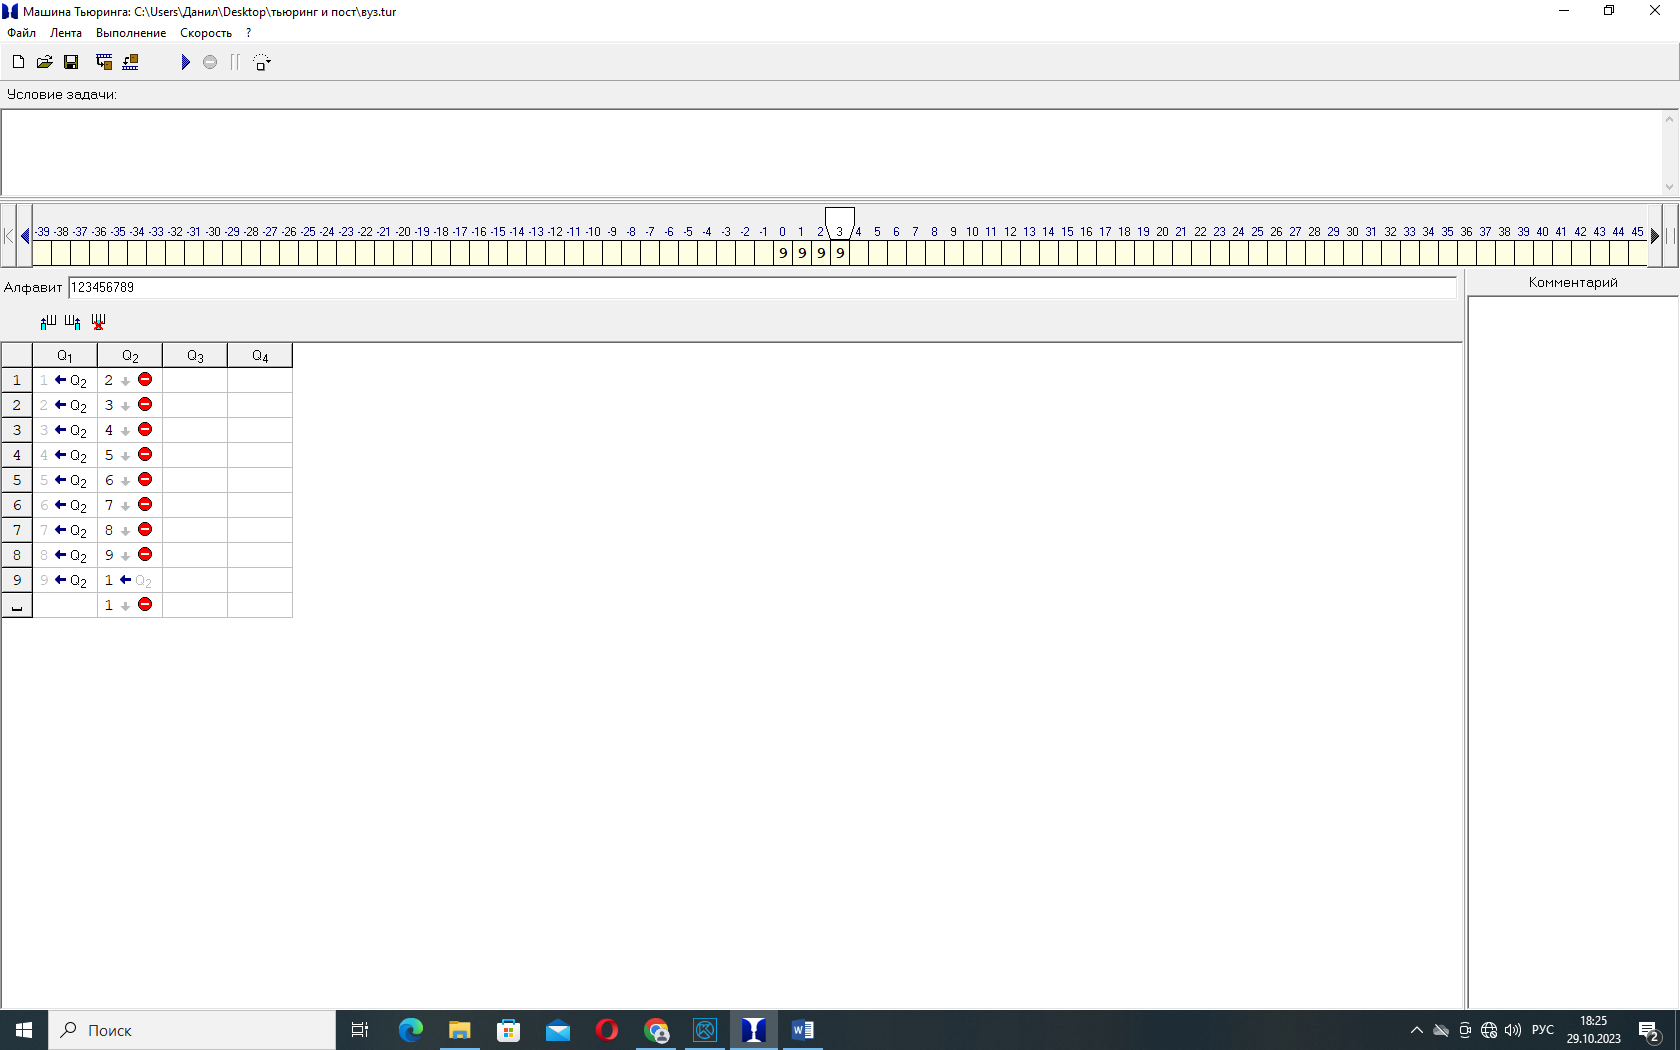 Машина Тьюринга: C:\Users\Данил\Desktop\тьюринг и пост\вуз.tur
Файл Лента Выполнение Скорость ?
Условие задачи:
-39 -38 -37 -36 -35 -34 -33 -32 -31 -30 -29 -28 -27 -26 -25 -24 -23 -22 -21 -20 -19 -18 -17 -16 -15 -14 -13 -12 -11 -10 -9 -8 -7 -6 -5 -4 -3 -2 -1 0 1 2 3 4 5 6 7 8 9 10 11 12 13 14 15 16 17 18 19 20 21 22 23 24 25 26 27 28 29 30 31 32 33 34 35 36 37 38 39 40 41 42 43 44 45
9 9 9 9
Алфавит 123456789
Комментарий
Q1 Q2 Q3 Q4
1 1 ← Q2 2
2 2 ← Q2 3
3 3 ← Q2 4
4 4 ← Q2 5
5 5 ← Q2 6
6 6 ← Q2 7
7 7 ← Q2 8
8 8 ← Q2 9
9 9 ← Q2 1 ← Q2
1
Поиск
РУС
18:25
29.10.2023
2